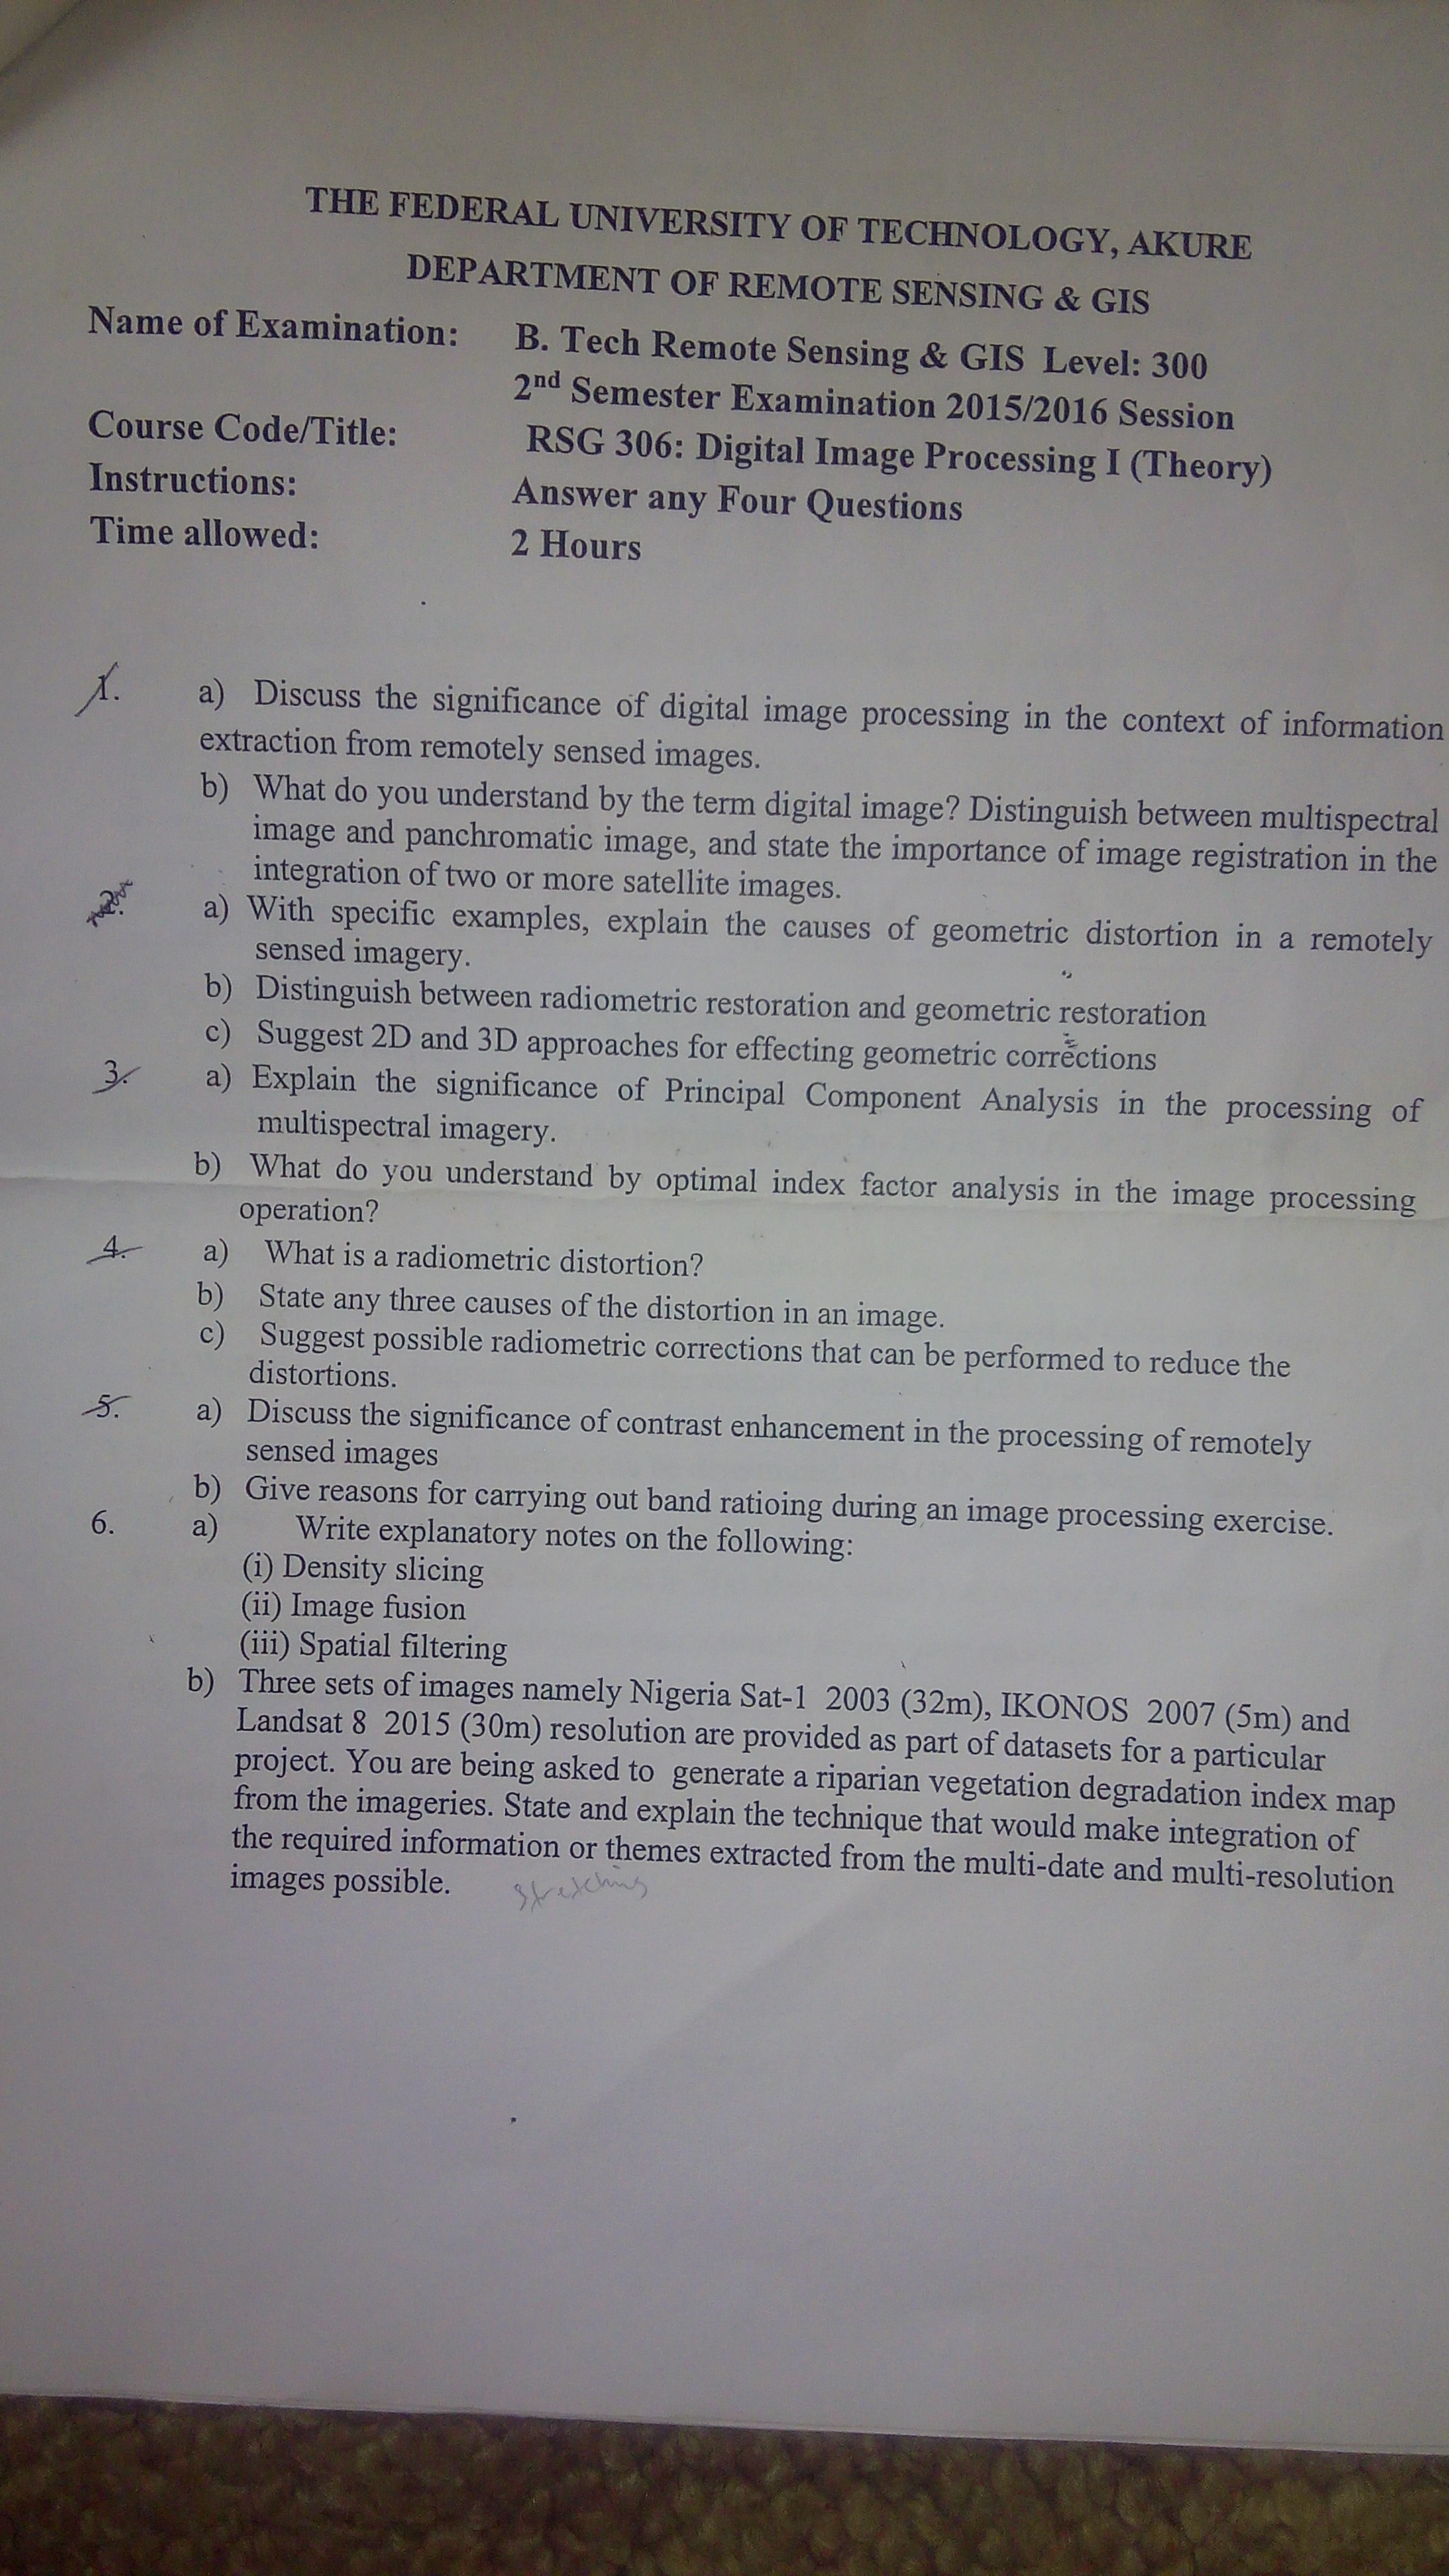 THE FEDERAL UNIVERSITY OF TECHNOLOGY, AKURE
DEPARTMENT OF REMOTE SENSING & GIS
Name of Examination: B. Tech Remote Sensing & GIS Level: 300
2nd Semester Examination 2015/2016 Session
Course Code/Title: RSG 306: Digital Image Processing I (Theory)
Instructions: Answer any Four Questions
Time allowed: 2 Hours
1. a) Discuss the significance of digital image processing in the context of information
extraction from remotely sensed images.
b) What do you understand by the term digital image? Distinguish between multispectral
image and panchromatic image, and state the importance of image registration in the
integration of two or more satellite images.
2. a) With specific examples, explain the causes of geometric distortion in a remotely
sensed imagery.
b) Distinguish between radiometric restoration and geometric restoration
c) Suggest 2D and 3D approaches for effecting geometric corrections
3. a) Explain the significance of Principal Component Analysis in the processing of
multispectral imagery.
b) What do you understand by optimal index factor analysis in the image processing
operation?
4. a) What is a radiometric distortion?
b) State any three causes of the distortion in an image.
c) Suggest possible radiometric corrections that can be performed to reduce the
distortions.
5. a) Discuss the significance of contrast enhancement in the processing of remotely
sensed images
b) Give reasons for carrying out band ratioing during an image processing exercise.
6. a) Write explanatory notes on the following:
(i) Density slicing
(ii) Image fusion
(iii) Spatial filtering
b) Three sets of images namely Nigeria Sat-1 2003 (32m), IKONOS 2007 (5m) and
Landsat 8 2015 (30m) resolution are provided as part of datasets for a particular
project. You are being asked to generate a riparian vegetation degradation index map
from the imageries. State and explain the technique that would make integration of
the required information or themes extracted from the multi-date and multi-resolution
images possible. Stretching